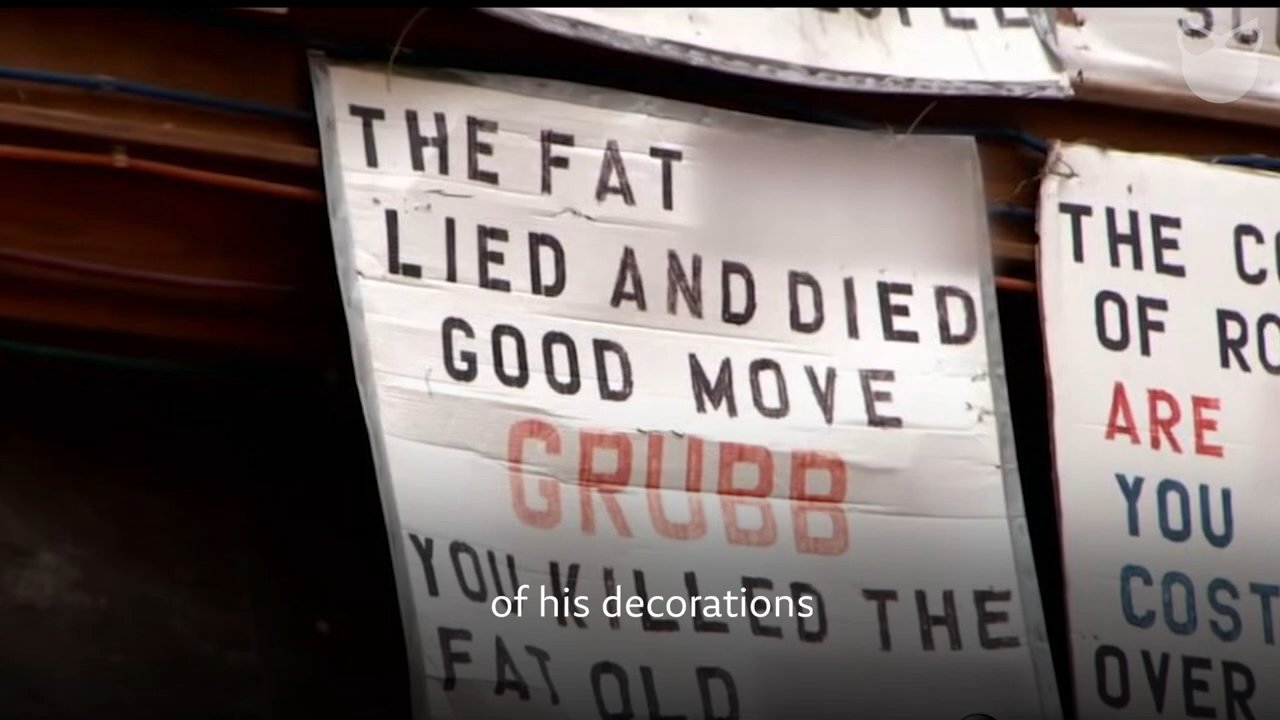 THE FAT
LIED AND DIED
GOOD MOVE
GRUBB
YOU KILLED THE
FAT OLD
THE
OF
ARE
YOU
COST
OVER
of his decorations